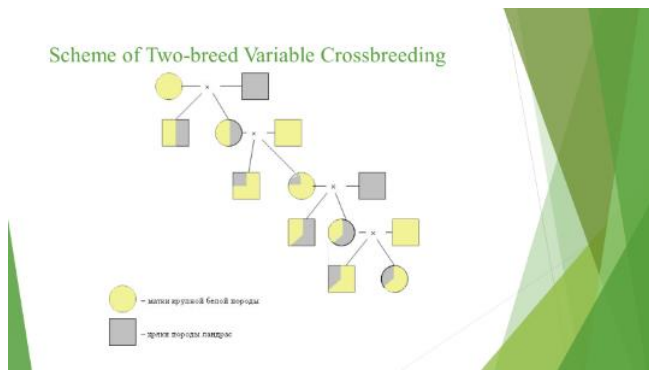 Scheme of Two-breed Variable Crossbreeding
× 
×
×
×
– матки крупной белой породы
– хряки породы ландрас